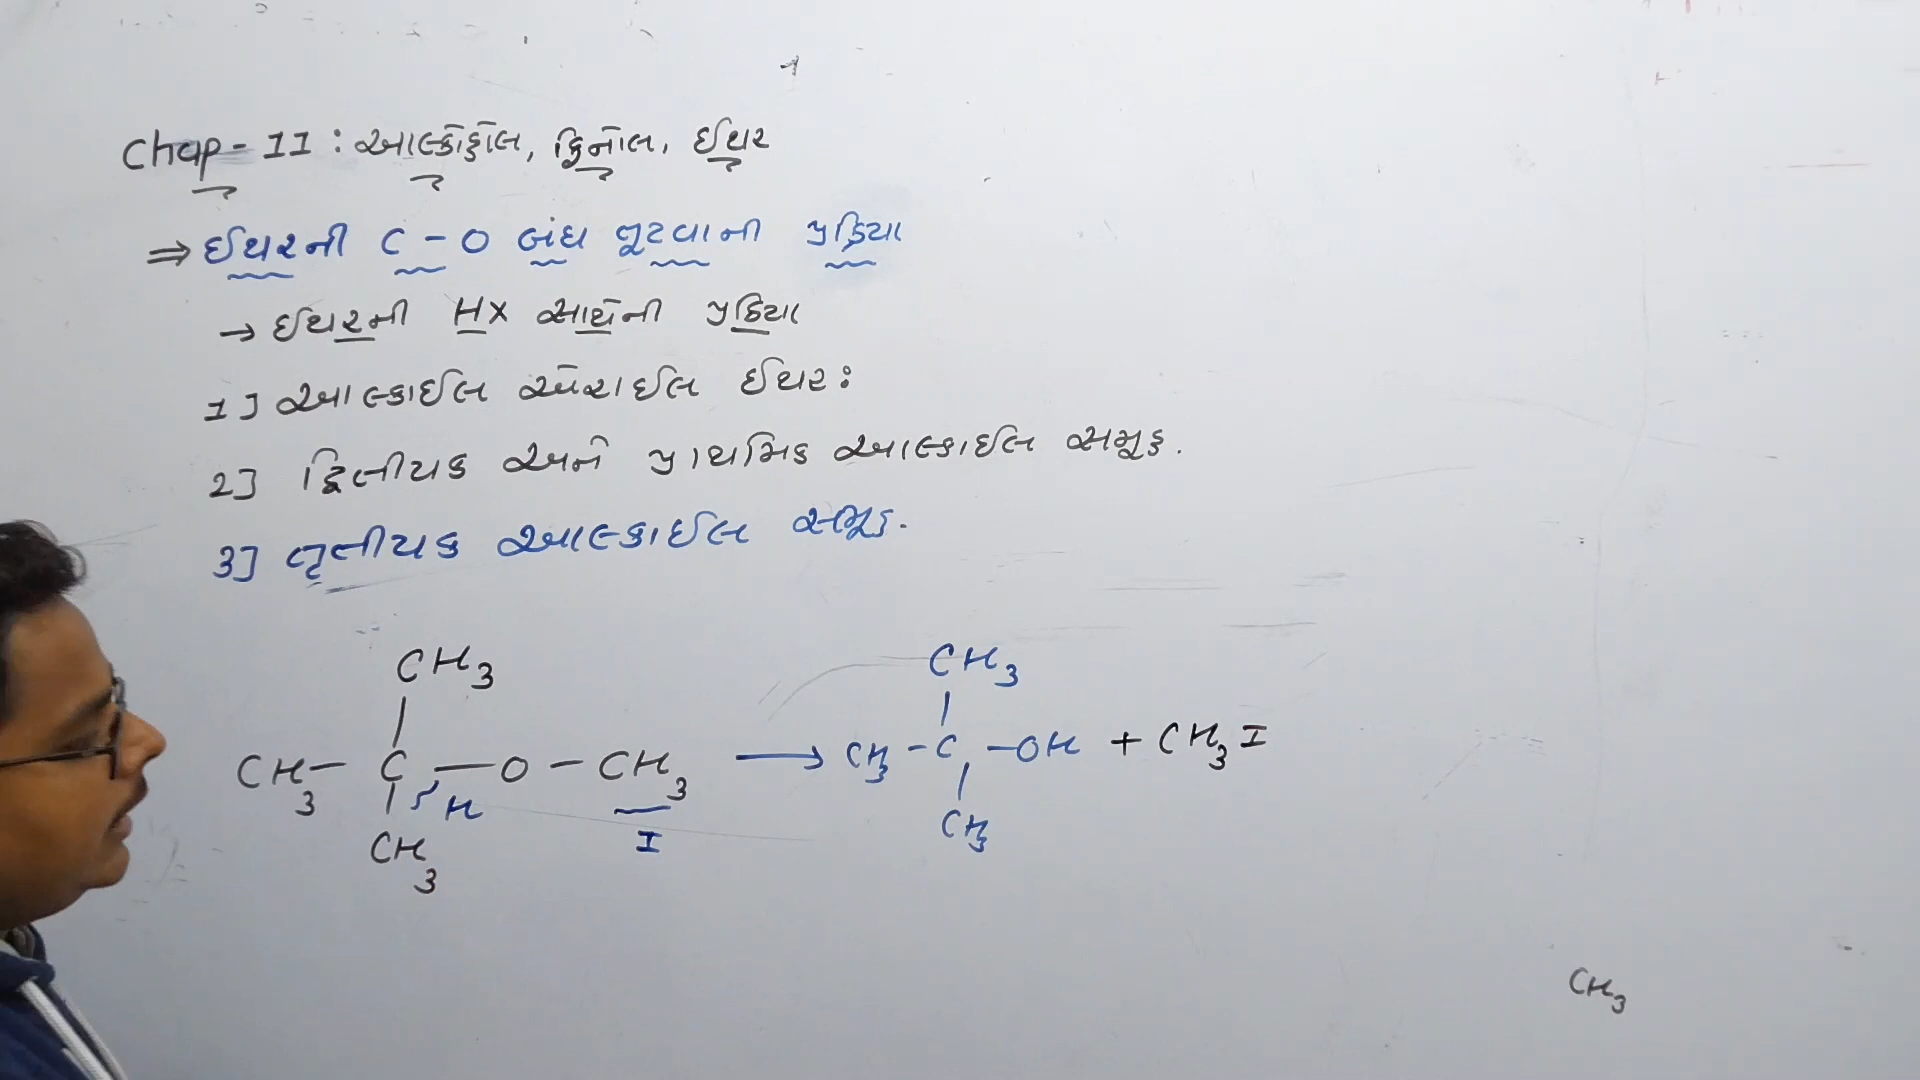 Chap-11 : આલ્કોહોલ, ફિનોલ, ઈથર
⇒ ઈથરની C-O બંધ તૂટવાની પ્રક્રિયા
→ ઈથરની HX સાથેની પ્રક્રિયા
1] આલ્કાઈલ એરાઈલ ઈથર:
2] દ્વિતીયક અને પ્રાથમિક આલ્કાઈલ સમૂહ.
3] તૃતીયક આલ્કાઈલ સમૂહ.
CH3 CH3
CH3 - C - O - CH3 → CH3 - C - OH + CH3I
H I
CH3 CH3
CH3